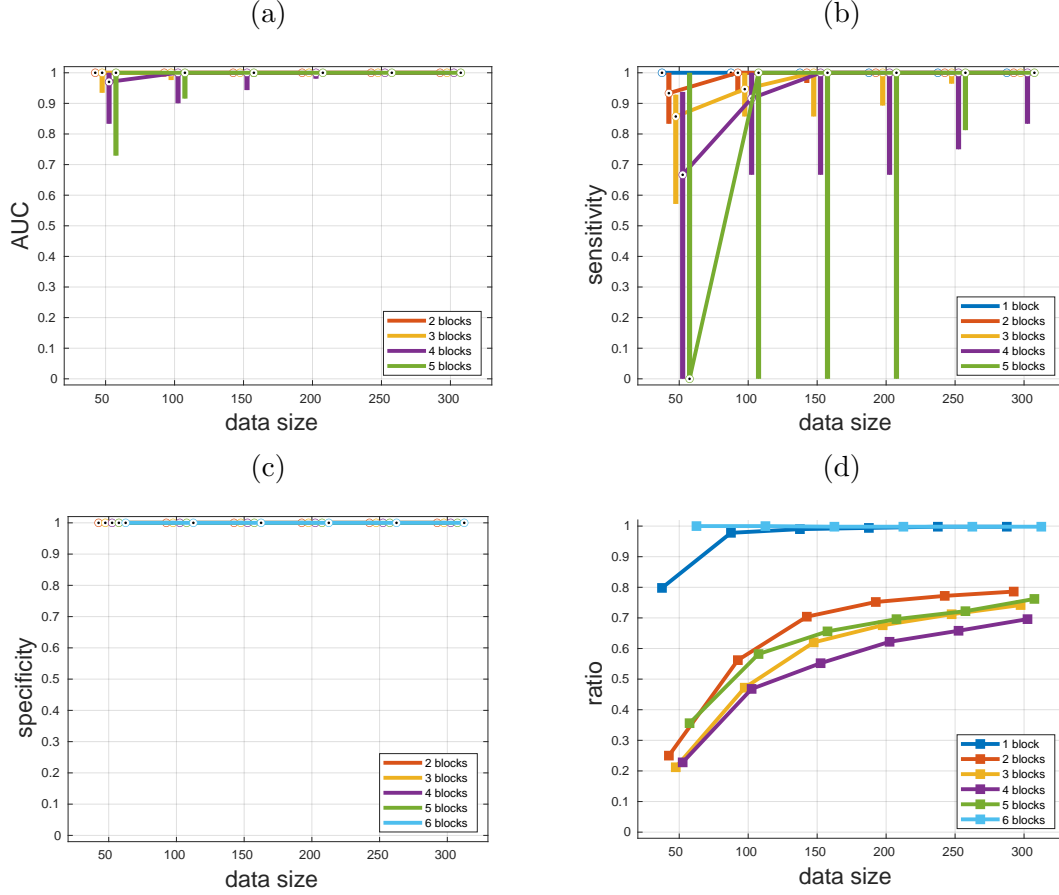 (a)
1
0.9
0.8
0.7
0.6
0.5
0.4
0.3
0.2
0.1
0
AUC
50 100 150 200 250 300
data size
2 blocks
3 blocks
4 blocks
5 blocks
(b)
1
0.9
0.8
0.7
0.6
0.5
0.4
0.3
0.2
0.1
0
sensitivity
50 100 150 200 250 300
data size
1 block
2 blocks
3 blocks
4 blocks
5 blocks
(c)
1
0.9
0.8
0.7
0.6
0.5
0.4
0.3
0.2
0.1
0
specificity
50 100 150 200 250 300
data size
2 blocks
3 blocks
4 blocks
5 blocks
6 blocks
(d)
1
0.9
0.8
0.7
0.6
0.5
0.4
0.3
0.2
0.1
0
ratio
50 100 150 200 250 300
data size
1 block
2 blocks
3 blocks
4 blocks
5 blocks
6 blocks